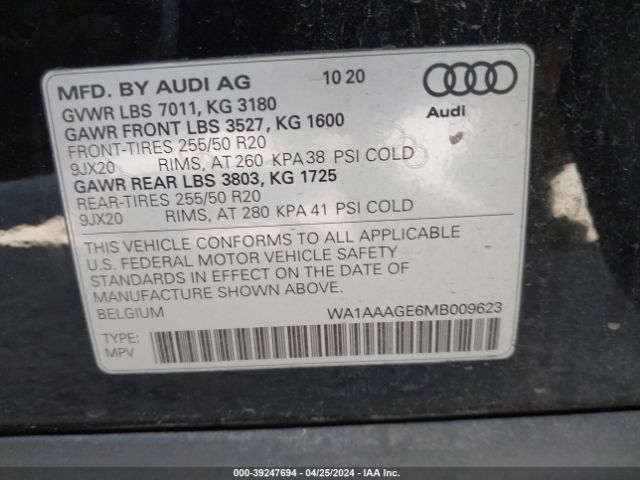 MFD. BY AUDI AG 10 20
GVWR LBS 7011, KG 3180
GAWR FRONT LBS 3527, KG 1600
FRONT-TIRES 255/50 R20
9JX20 RIMS, AT 260 KPA 38 PSI COLD
GAWR REAR LBS 3803, KG 1725
REAR-TIRES 255/50 R20
9JX20 RIMS, AT 280 KPA 41 PSI COLD
Audi
THIS VEHICLE CONFORMS TO ALL APPLICABLE
U.S. FEDERAL MOTOR VEHICLE SAFETY
STANDARDS IN EFFECT ON THE DATE OF
MANUFACTURE SHOWN ABOVE.
BELGIUM WA1AAAGE6MB009623
TYPE:
MPV
000-39247694 - 04/25/2024 - IAAI.COM